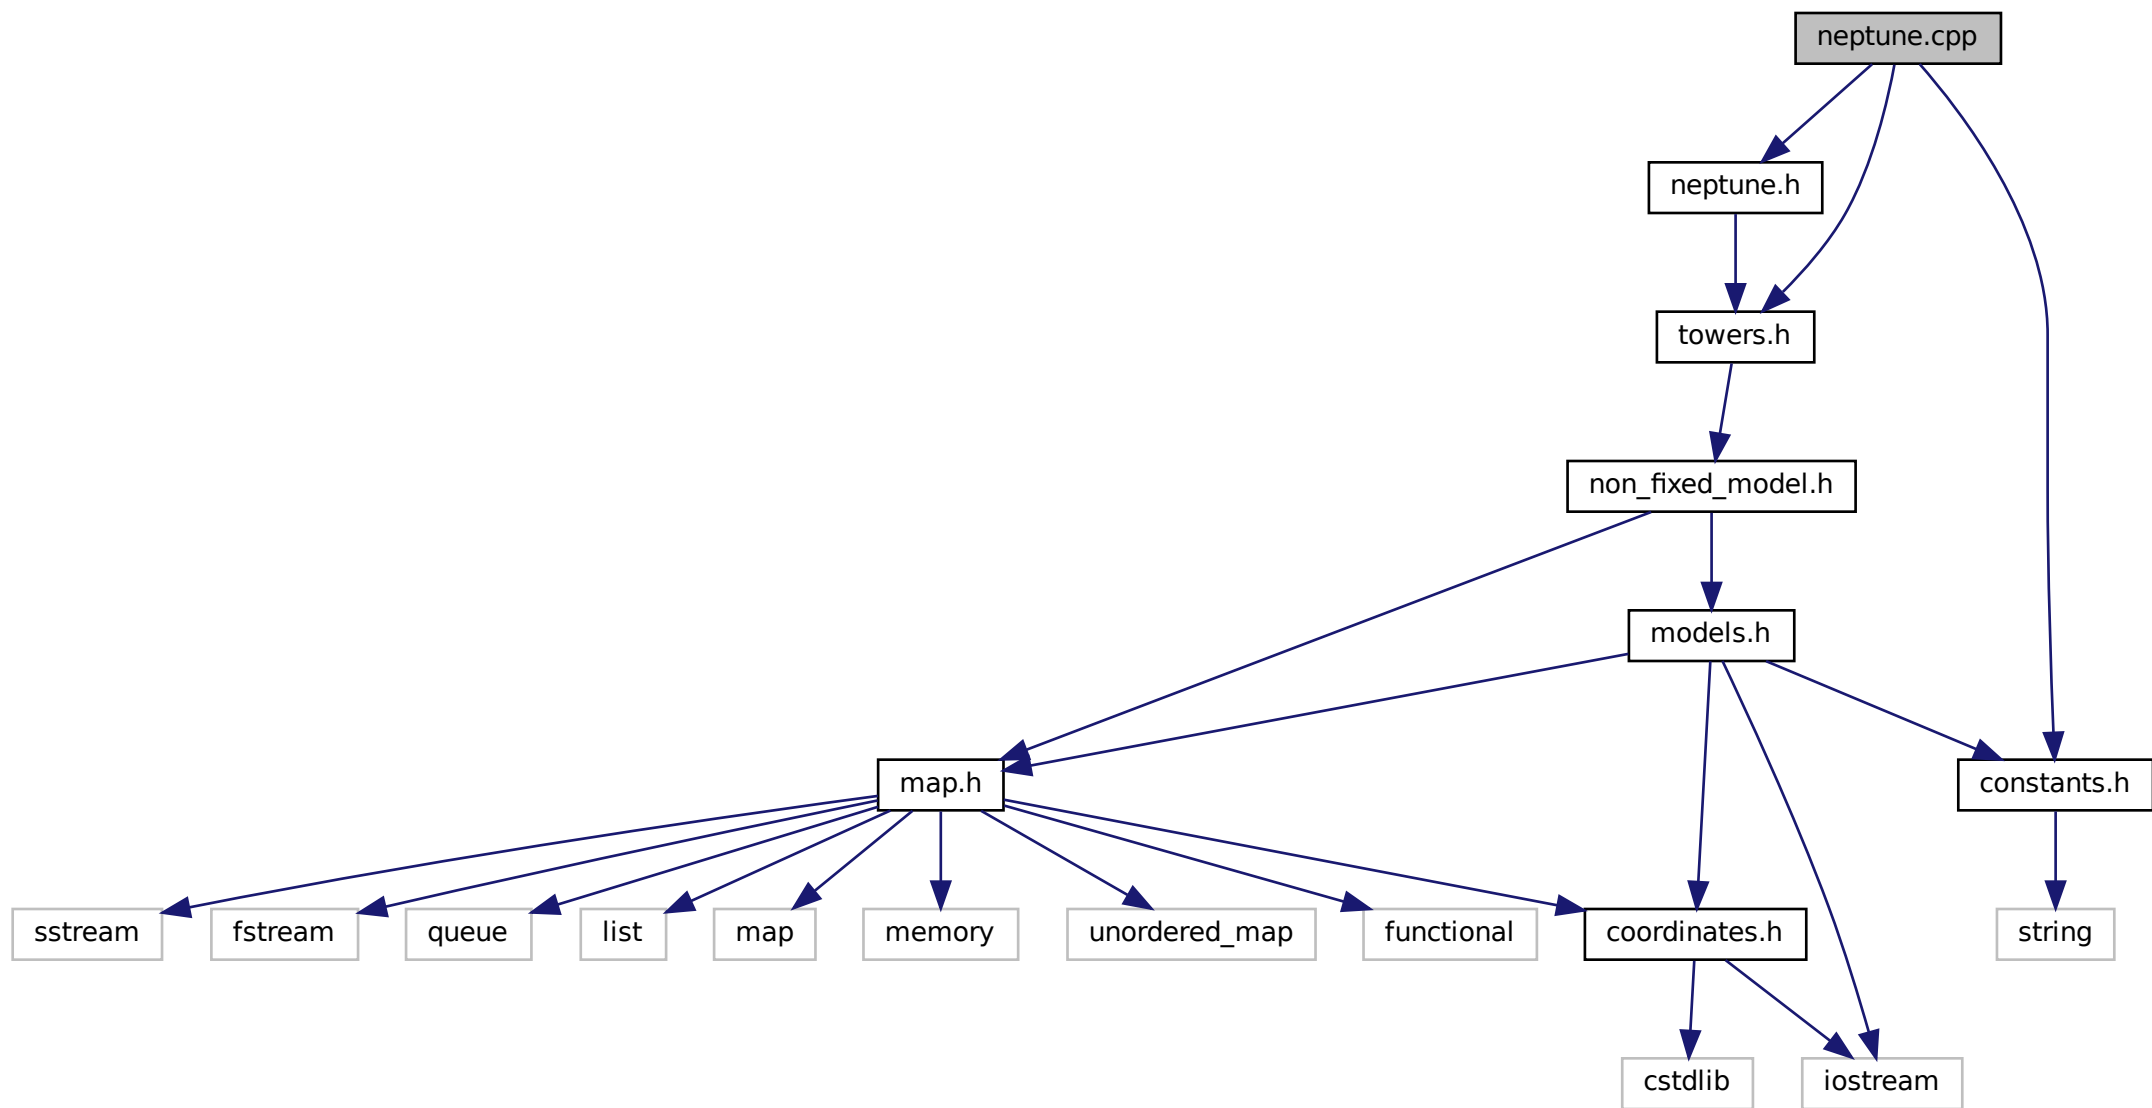 neptune.cpp
neptune.h
towers.h
non_fixed_model.h
models.h
map.h
constants.h
sstream
fstream
queue
list
map
memory
unordered_map
functional
coordinates.h
string
cstdlib
iostream